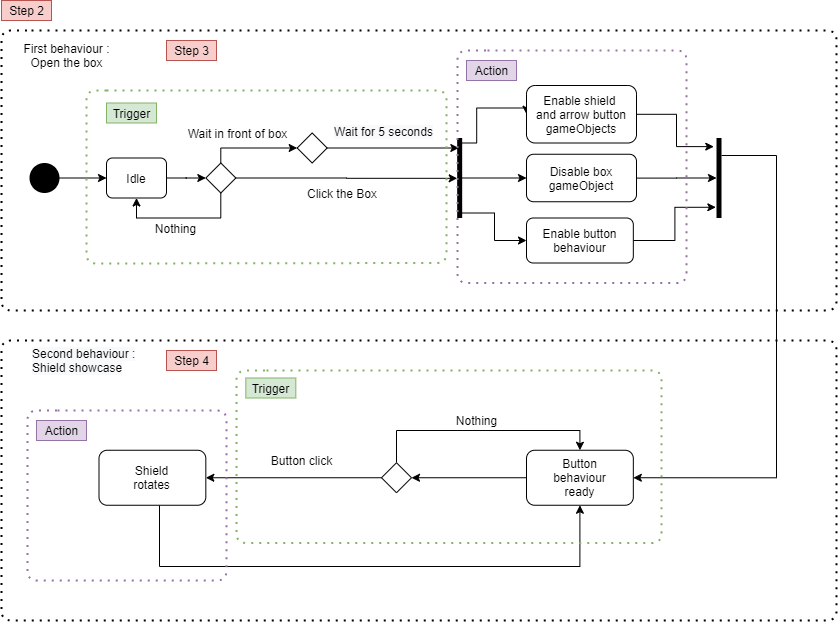 Step 2
First behaviour :
Open the box
Step 3
Action
Trigger
Enable shield
and arrow button
gameObjects
Wait in front of box
Wait for 5 seconds
Idle
Disable box
gameObject
Click the Box
Nothing
Enable button
behaviour
Second behaviour :
Shield showcase
Step 4
Trigger
Action
Nothing
Button click
Shield
rotates
Button
behaviour
ready